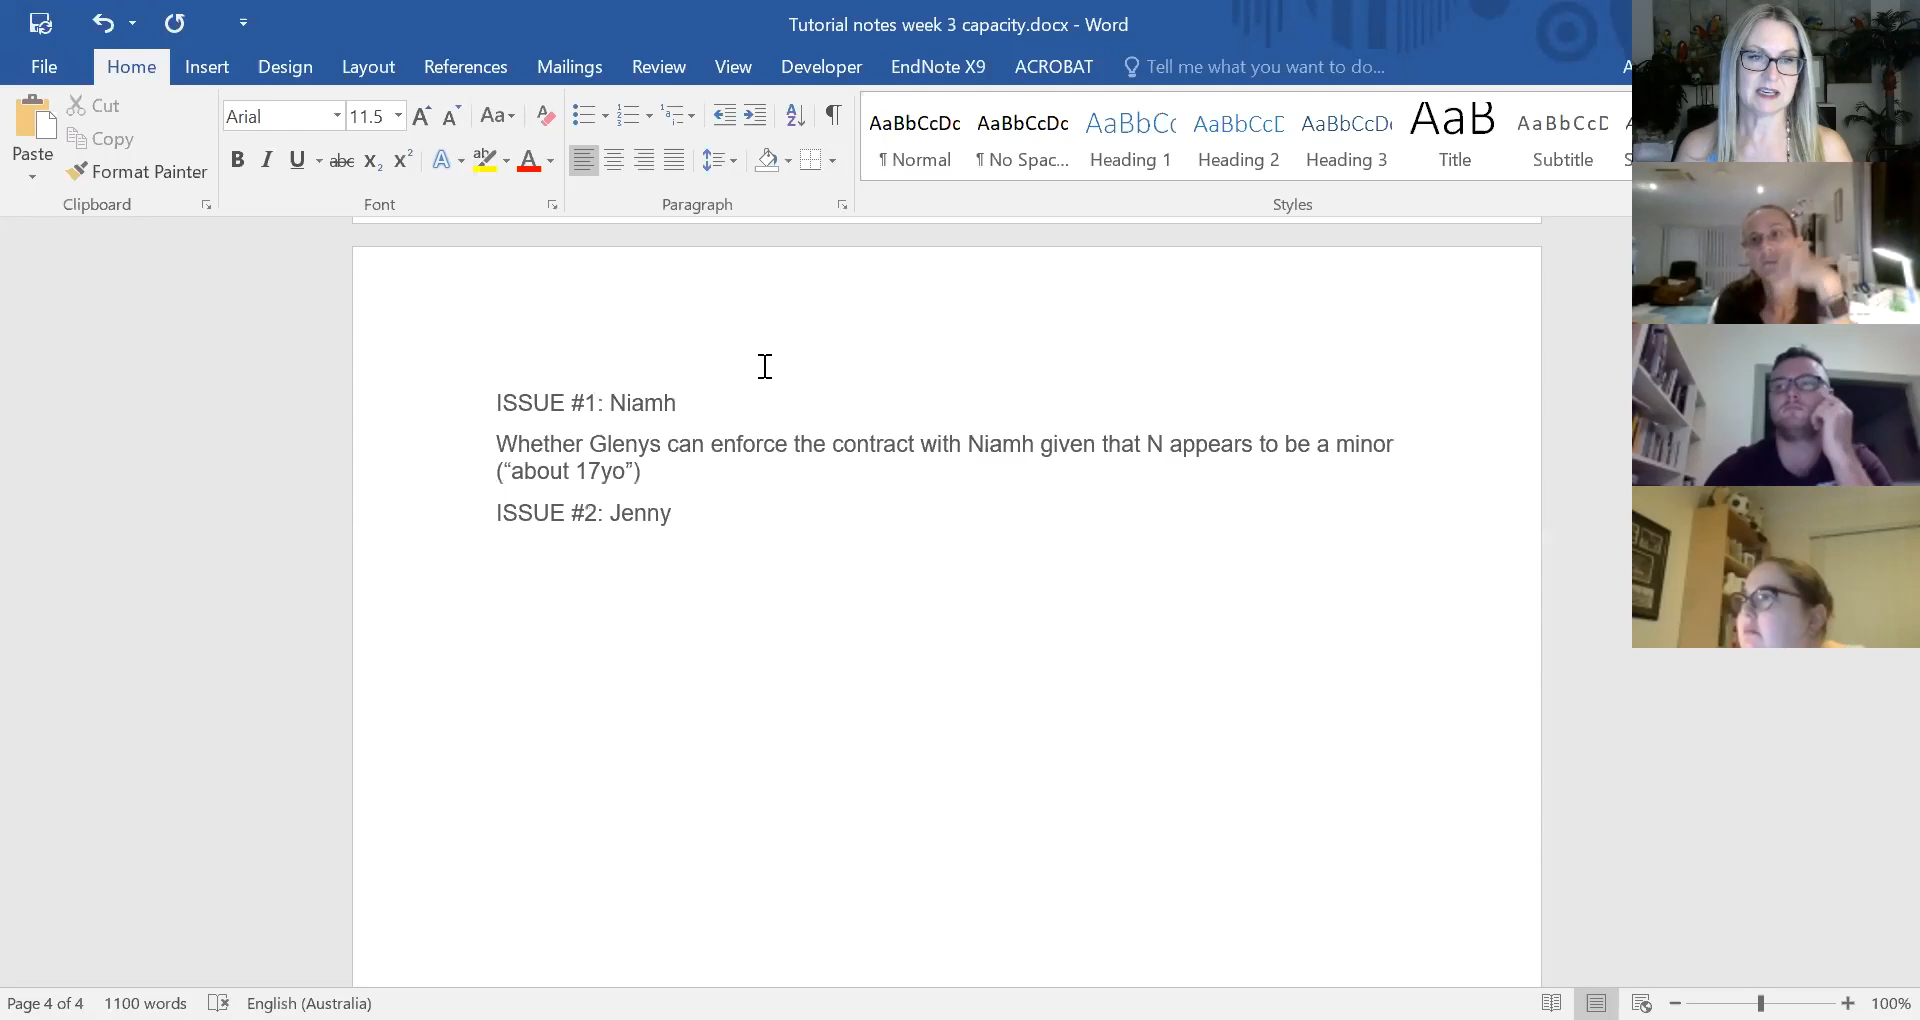 Tutorial notes week 3 capacity.docx - Word
File Home Insert Design Layout References Mailings Review View Developer EndNote X9 ACROBAT Tell me what you want to do...
Paste
Cut
Copy
Format Painter
Clipboard
Arial 11.5
Font
Paragraph
AaBbCcDc AaBbCcDc AaBbCc AaBbCcD AaBbCcDc AaB AaBbCcD
¶ Normal ¶ No Spac... Heading 1 Heading 2 Heading 3 Title Subtitle
Styles
ISSUE #1: Niamh
Whether Glenys can enforce the contract with Niamh given that N appears to be a minor
(“about 17yo”)
ISSUE #2: Jenny
Page 4 of 4 1100 words English (Australia) 100%